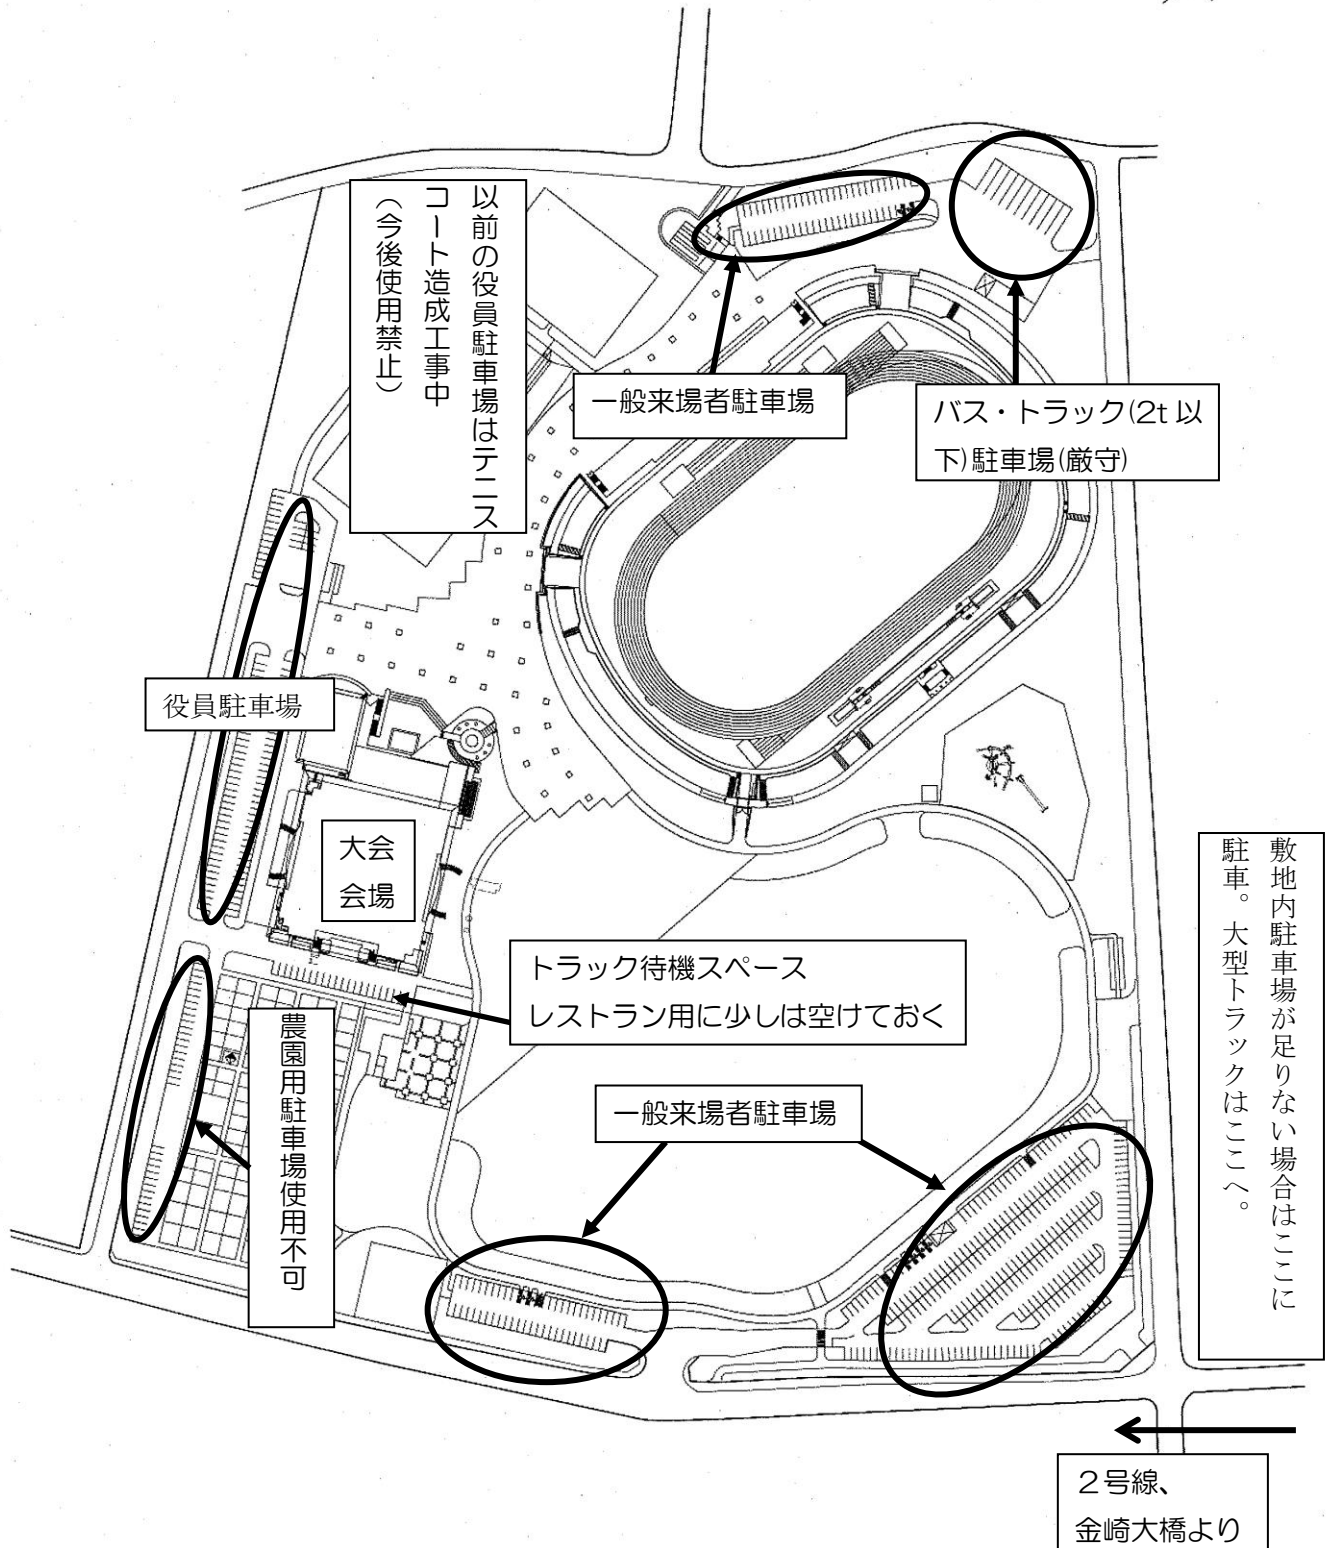 以前の役員駐車場はテニス
コート造成工事中
（今後使用禁止）
一般来場者駐車場
バス・トラック(2t 以
下)駐車場(厳守)
役員駐車場
大会
会場
敷地内駐車場が足りない場合はここに
駐車。大型トラックはここへ。
トラック待機スペース
レストラン用に少しは空けておく
農園用駐車場使用不可
一般来場者駐車場
２号線、
金崎大橋より